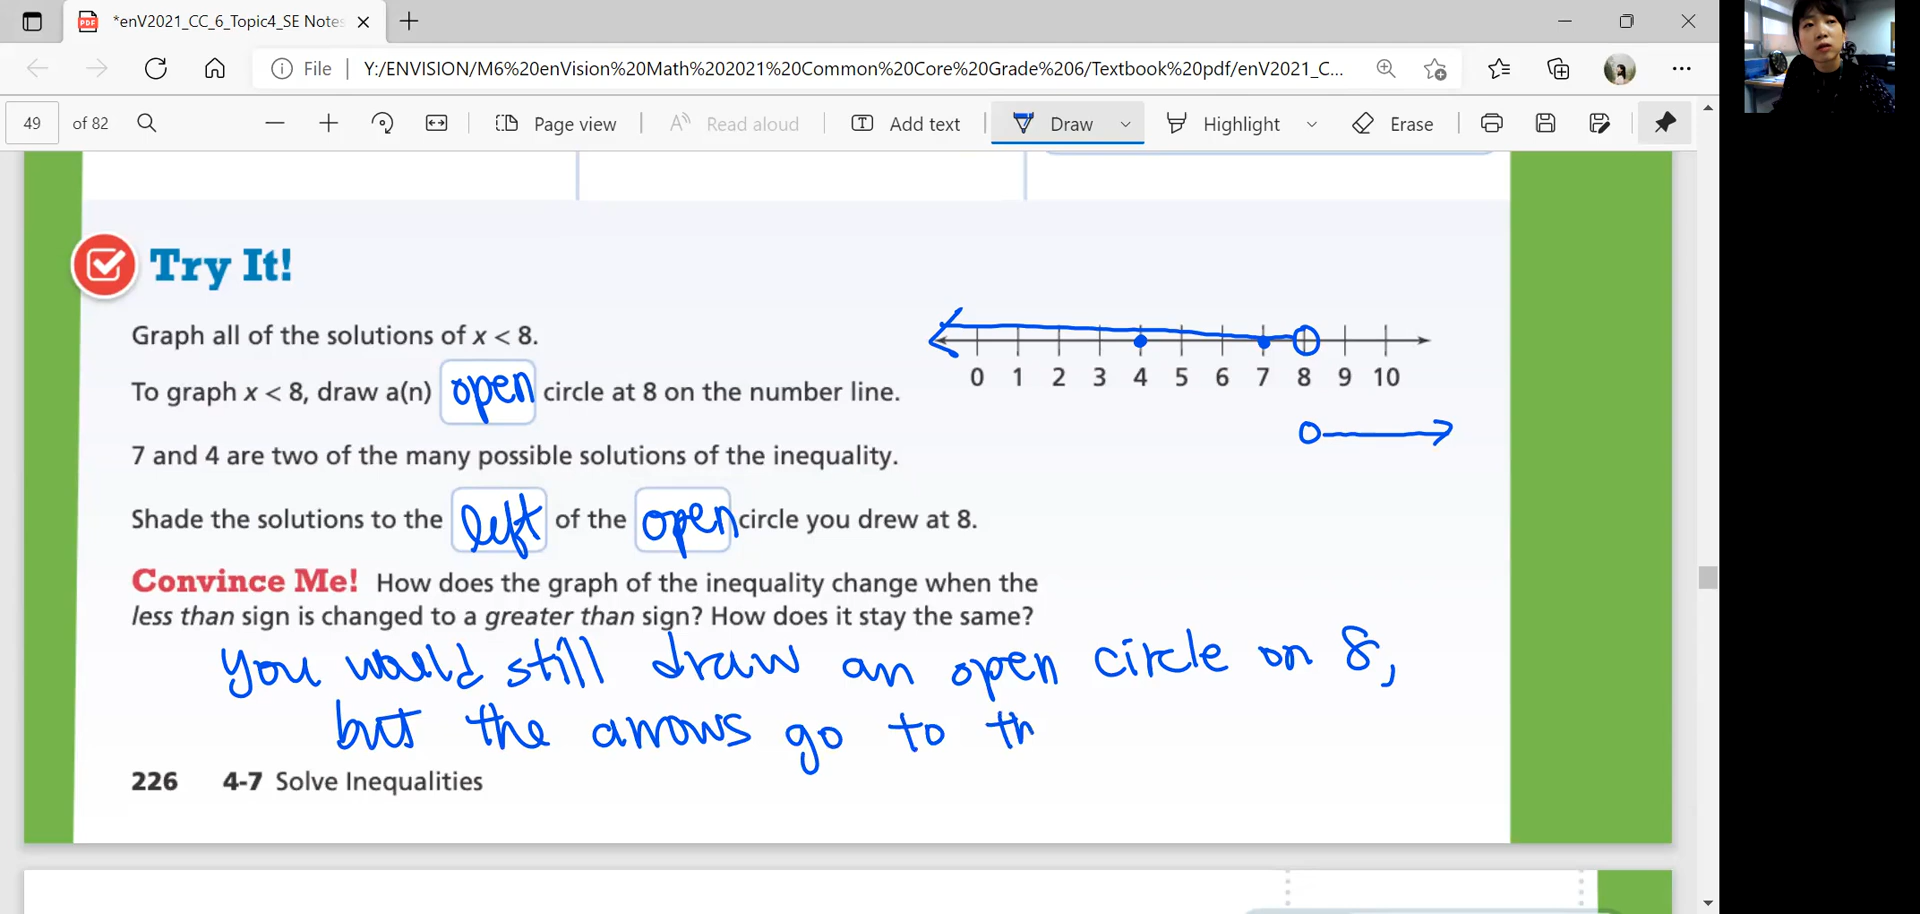 *enV2021_CC_6_Topic4_SE Notes
File Y:/ENVISION/M6%20enVision%20Math%202021%20Common%20Core%20Grade%206/Textbook%20pdf/enV2021_C...
49 of 82 Page view Read aloud Add text Draw Highlight Erase
Try It!
Graph all of the solutions of x < 8.
To graph x < 8, draw a(n) open circle at 8 on the number line.
0 1 2 3 4 5 6 7 8 9 10
7 and 4 are two of the many possible solutions of the inequality.
Shade the solutions to the left of the open circle you drew at 8.
Convince Me! How does the graph of the inequality change when the
less than sign is changed to a greater than sign? How does it stay the same?
you would still draw an open circle on 8,
but the arrows go to th
226 4-7 Solve Inequalities